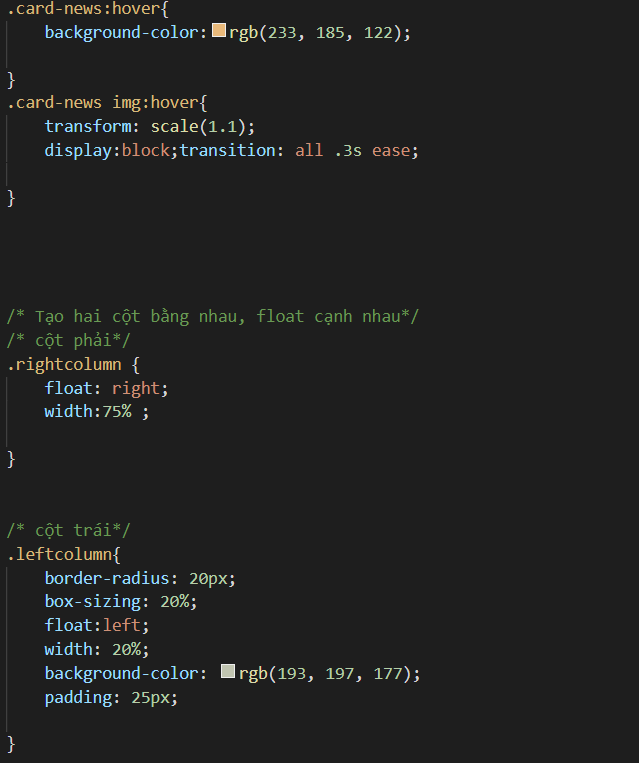 .card-news:hover{
background-color: rgb(233, 185, 122);
}
.card-news img:hover{
transform: scale(1.1);
display:block;transition: all .3s ease;
}
/* Tạo hai cột bằng nhau, float cạnh nhau*/
/* cột phải*/
.rightcolumn {
float: right;
width:75% ;
}
/* cột trái*/
.leftcolumn{
border-radius: 20px;
box-sizing: 20%;
float:left;
width: 20%;
background-color: rgb(193, 197, 177);
padding: 25px;
}